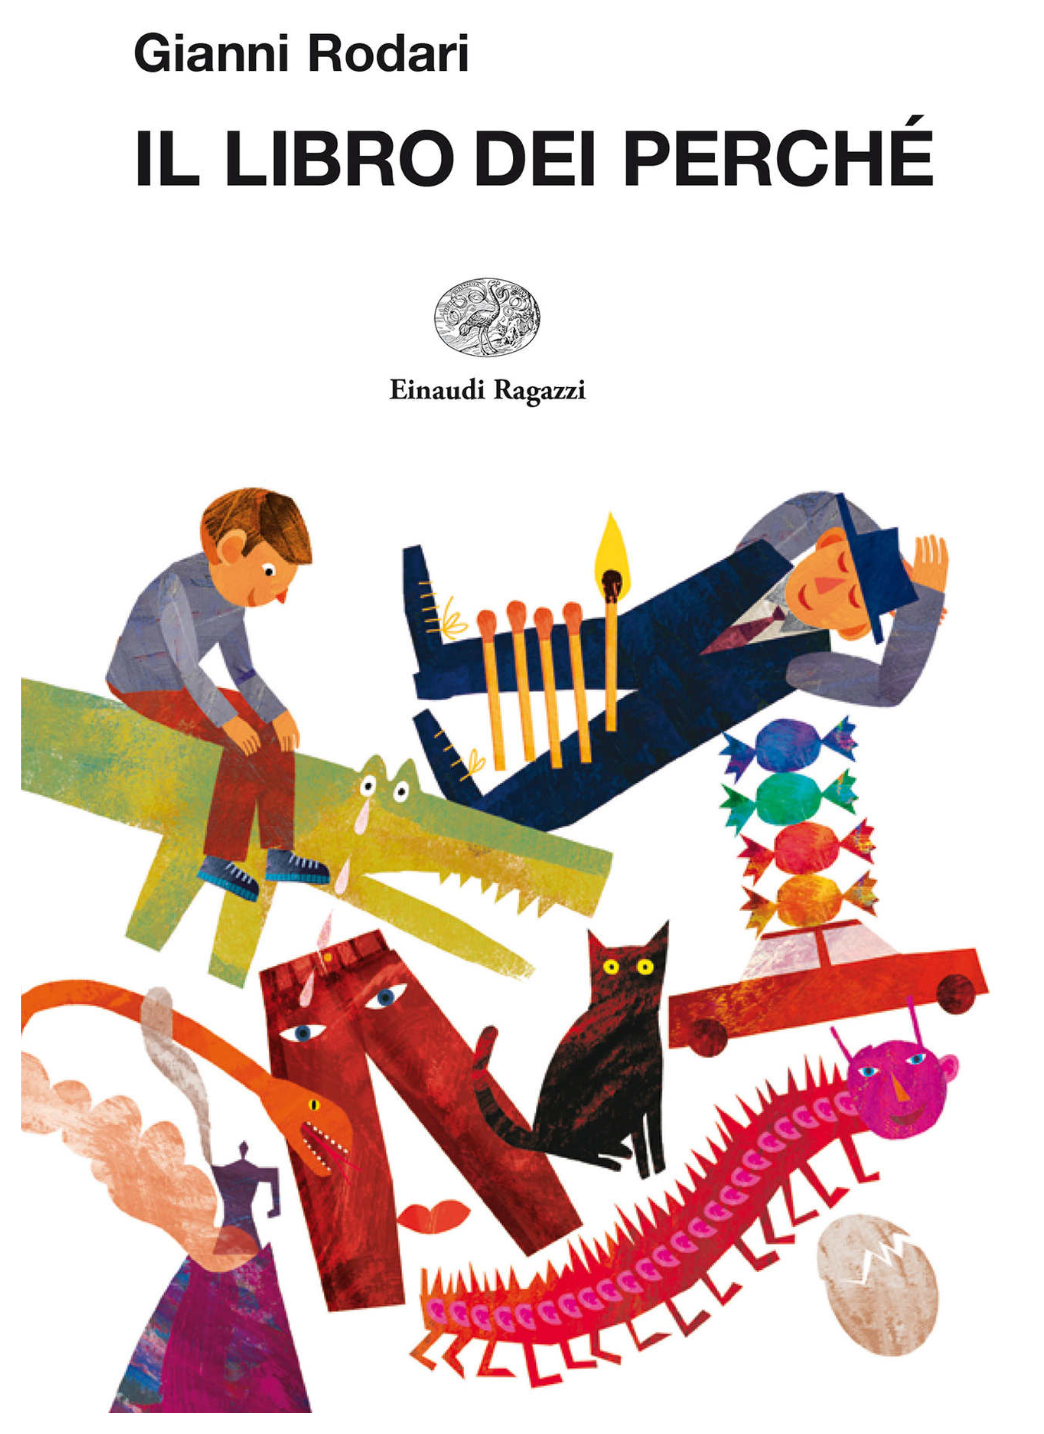 Gianni Rodari
IL LIBRO DEI PERCHÉ
Einaudi Ragazzi